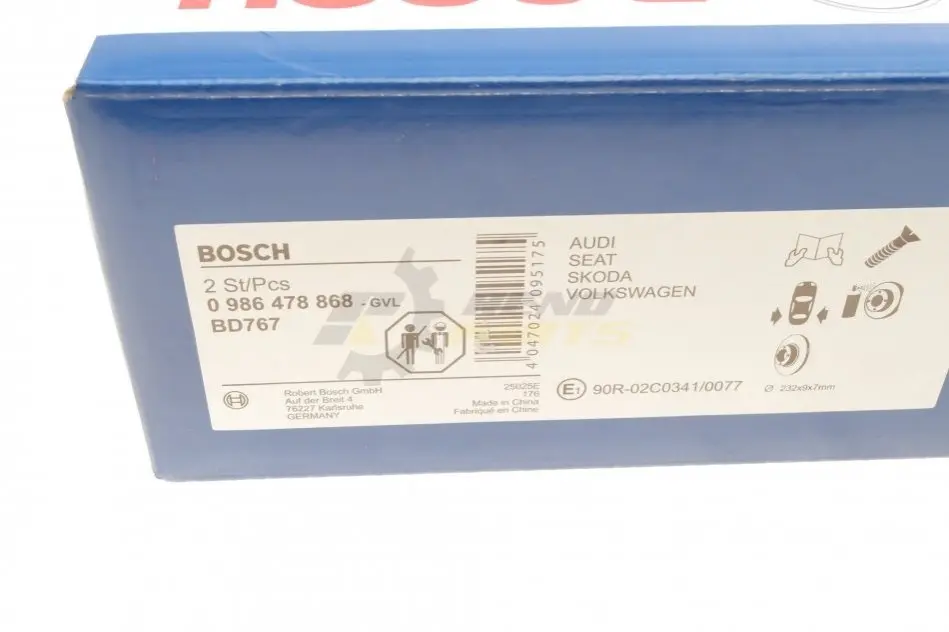 BOSCH
2 St/Pcs
0 986 478 868 - GVL
BD767
Robert Bosch GmbH
Auf der Breit 4
76227 Karlsruhe
GERMANY
25025E
176
Made in China
Fabriqué en Chine
4 047024 095175
AUDI
SEAT
SKODA
VOLKSWAGEN
E1 90R-02C0341/0077
Ø 232x9x7mm